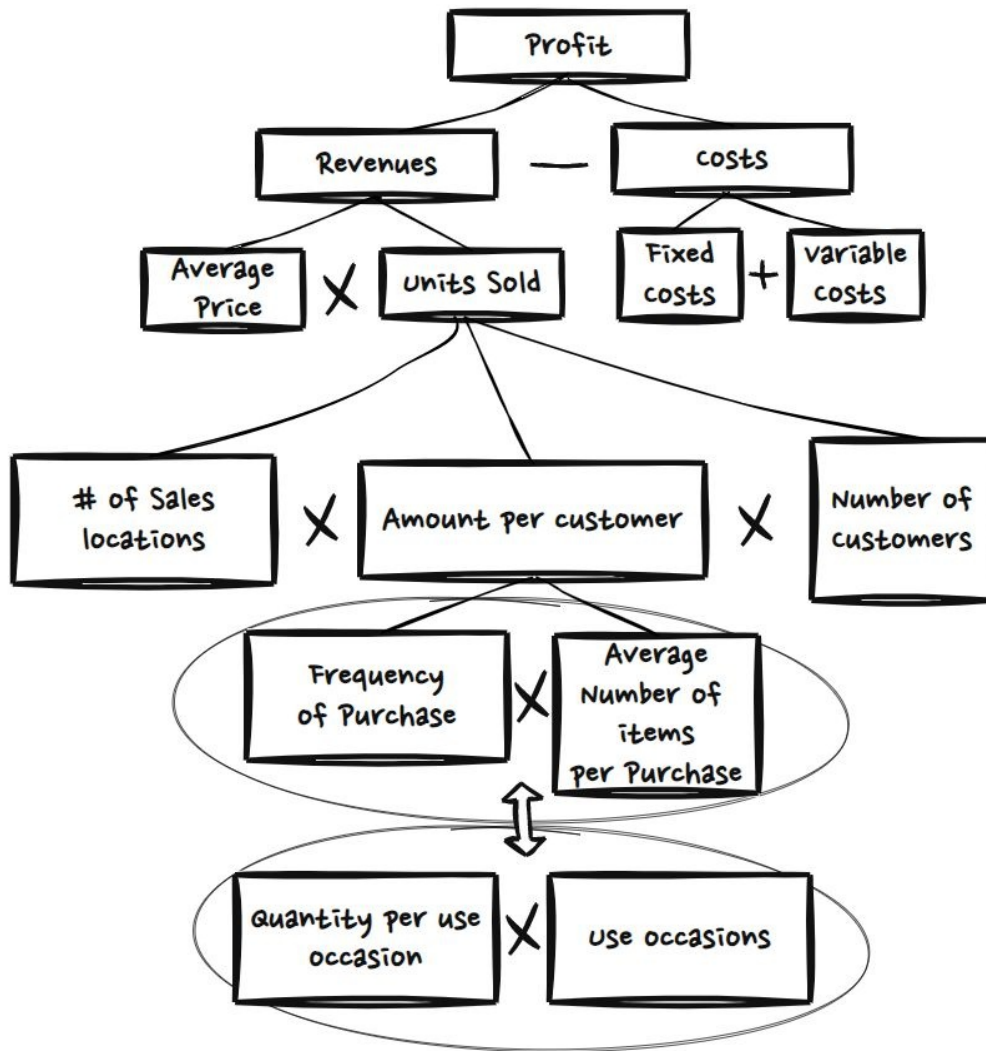 Profit
Revenues
—
costs
Average
Price
X
units Sold
Fixed
costs
+
variable
costs
# of Sales
locations
X
Amount per customer
X
Number of
customers
Frequency
of Purchase
X
Average
Number of
items
per Purchase
Quantity per use
occasion
X
use occasions